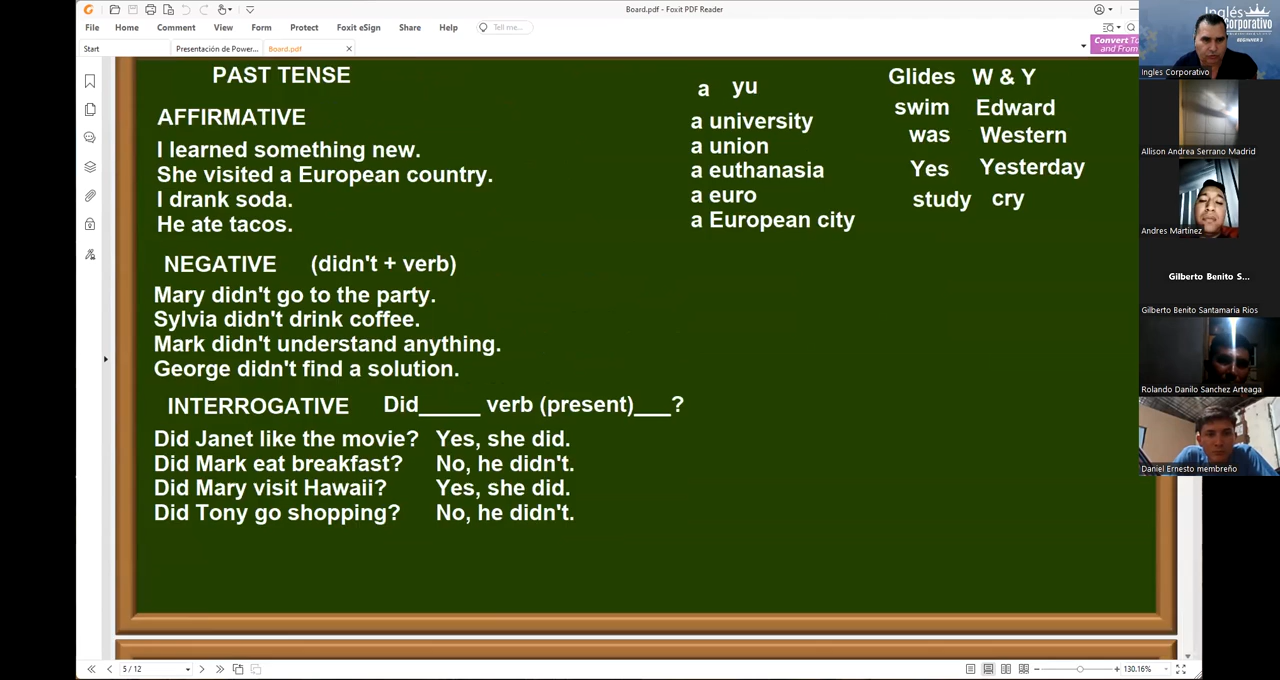 Board.pdf - Foxit PDF Reader
File Home Comment View Form Protect Foxit eSign Share Help Tell me...
Start Presentación de Power... Board.pdf
Convert To
and From
PAST TENSE
AFFIRMATIVE
I learned something new.
She visited a European country.
I drank soda.
He ate tacos.
NEGATIVE (didn't + verb)
Mary didn't go to the party.
Sylvia didn't drink coffee.
Mark didn't understand anything.
George didn't find a solution.
INTERROGATIVE Did_____ verb (present)___?
Did Janet like the movie? Yes, she did.
Did Mark eat breakfast? No, he didn't.
Did Mary visit Hawaii? Yes, she did.
Did Tony go shopping? No, he didn't.
a yu
a university
a union
a euthanasia
a euro
a European city
Glides W & Y
swim Edward
was Western
Yes Yesterday
study cry
5 / 12
130.16%
Inglés
Corporativo
BEGINNER 3
Ingles Corporativo
Allison Andrea Serrano Madrid
Andres Martinez
Gilberto Benito S...
Gilberto Benito Santamaria Rios
Rolando Danilo Sanchez Arteaga
Daniel Ernesto membreño